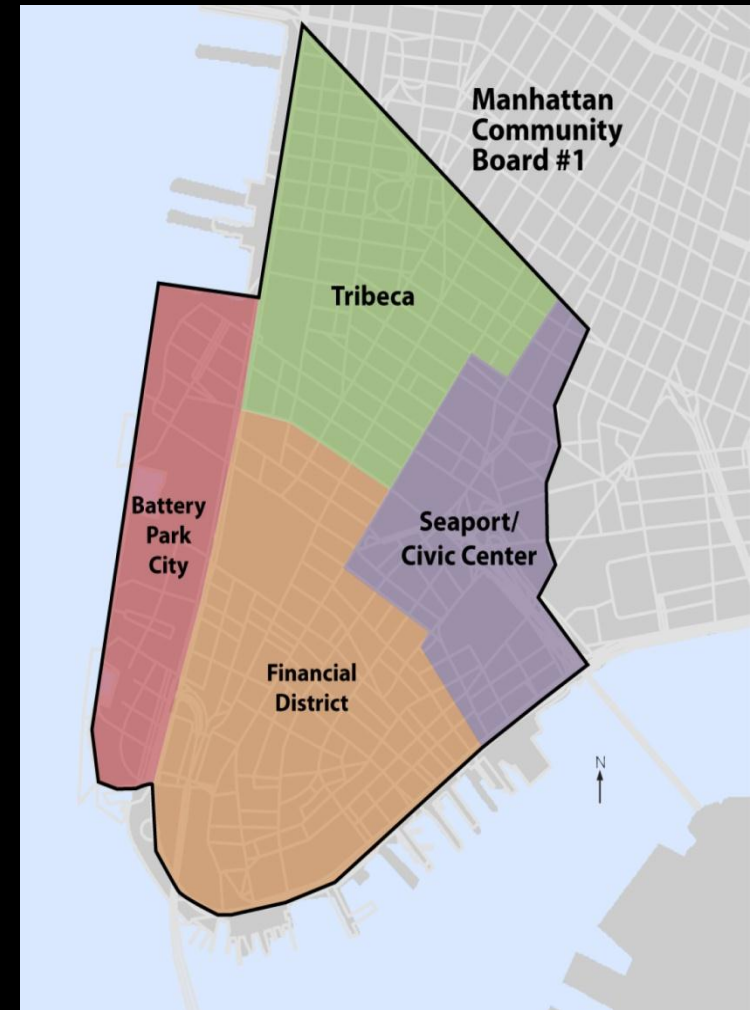 Manhattan
Community
Board #1
Tribeca
Battery
Park
City
Seaport/
Civic Center
Financial
District
N